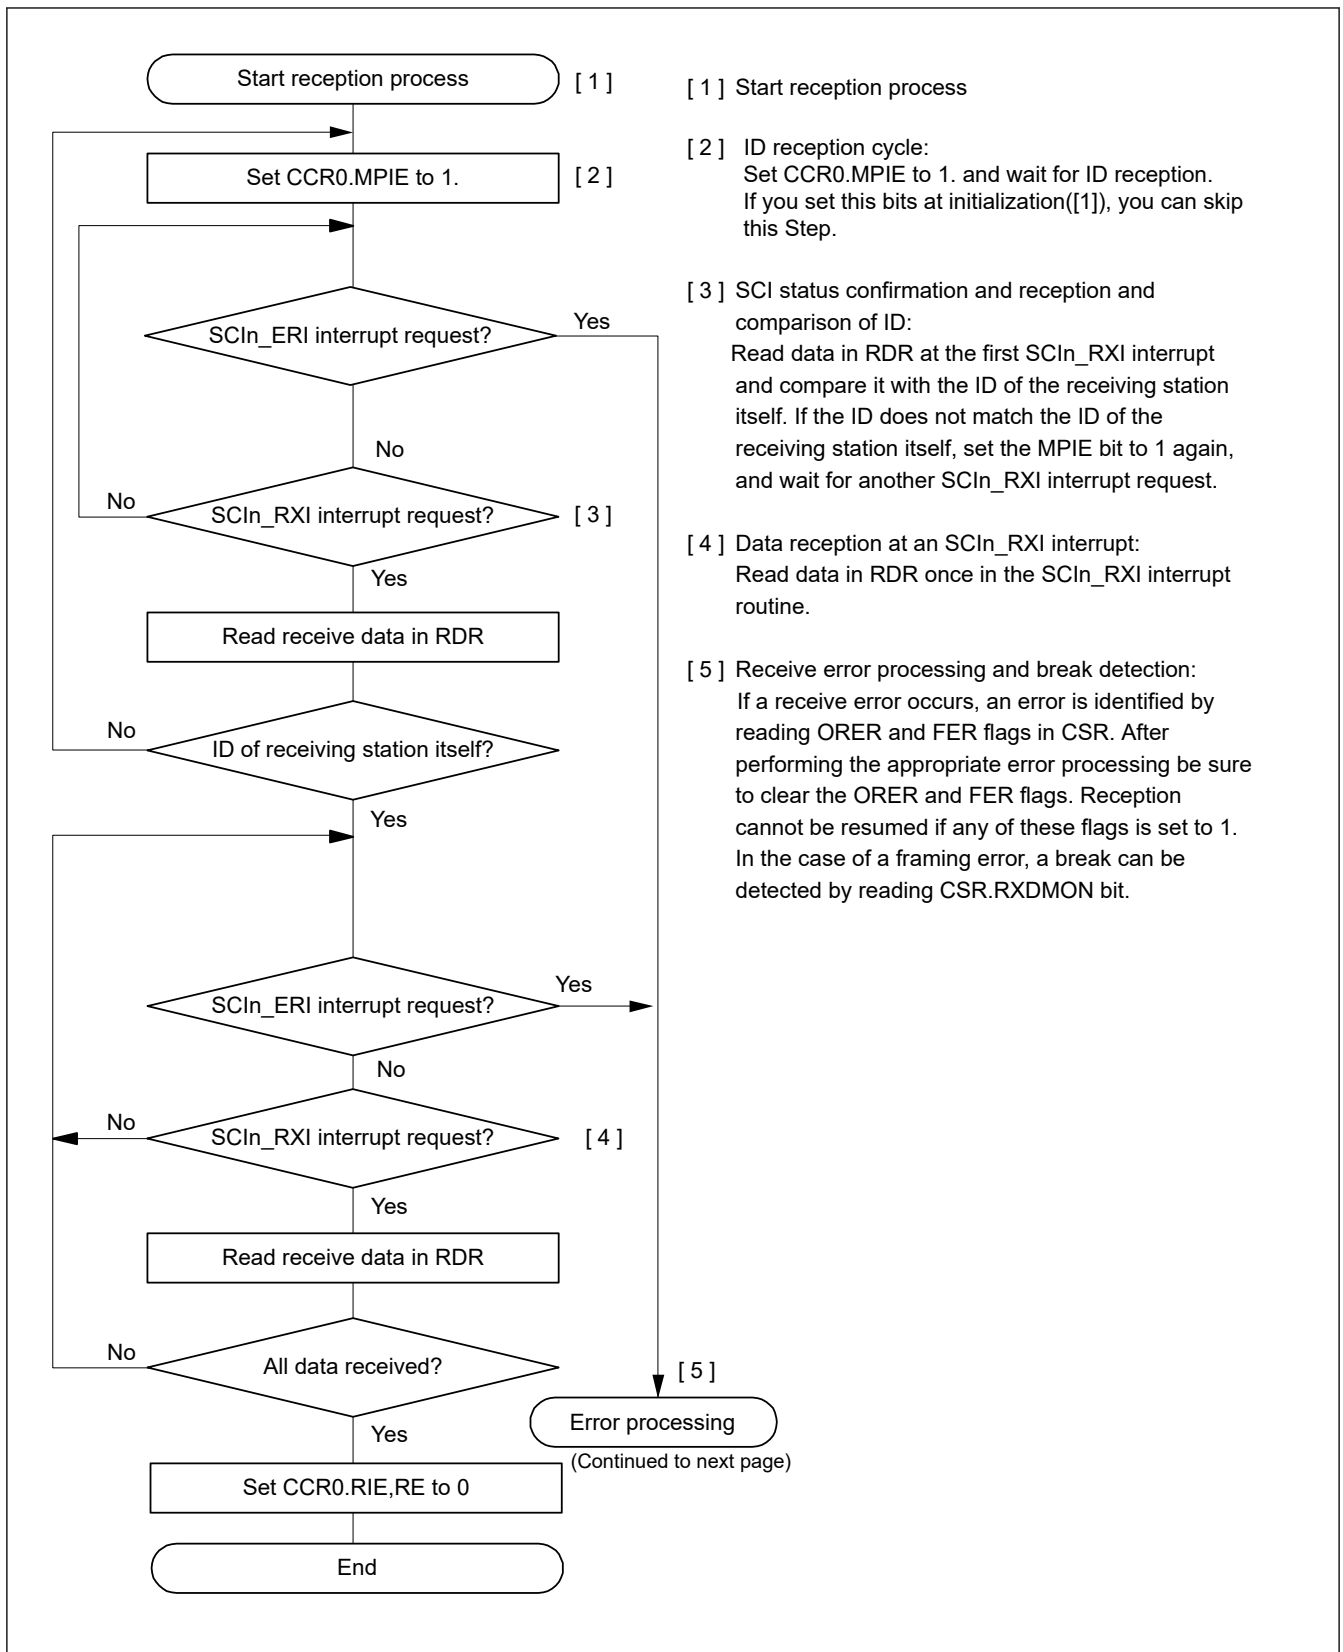 Start reception process
[ 1 ]
Set CCR0.MPIE to 1.
[ 2 ]
SCIn_ERI interrupt request?
Yes
No
SCIn_RXI interrupt request?
No
[ 3 ]
Yes
Read receive data in RDR
No
ID of receiving station itself?
Yes
SCIn_ERI interrupt request?
Yes
No
No
SCIn_RXI interrupt request?
[ 4 ]
Yes
Read receive data in RDR
No
All data received?
Yes
[ 5 ]
Error processing
(Continued to next page)
Set CCR0.RIE,RE to 0
End
[ 1 ] Start reception process
[ 2 ] ID reception cycle:
Set CCR0.MPIE to 1. and wait for ID reception.
If you set this bits at initialization([1]), you can skip
this Step.
[ 3 ] SCI status confirmation and reception and
comparison of ID:
Read data in RDR at the first SCIn_RXI interrupt
and compare it with the ID of the receiving station
itself. If the ID does not match the ID of the
receiving station itself, set the MPIE bit to 1 again,
and wait for another SCIn_RXI interrupt request.
[ 4 ] Data reception at an SCIn_RXI interrupt:
Read data in RDR once in the SCIn_RXI interrupt
routine.
[ 5 ] Receive error processing and break detection:
If a receive error occurs, an error is identified by
reading ORER and FER flags in CSR. After
performing the appropriate error processing be sure
to clear the ORER and FER flags. Reception
cannot be resumed if any of these flags is set to 1.
In the case of a framing error, a break can be
detected by reading CSR.RXDMON bit.